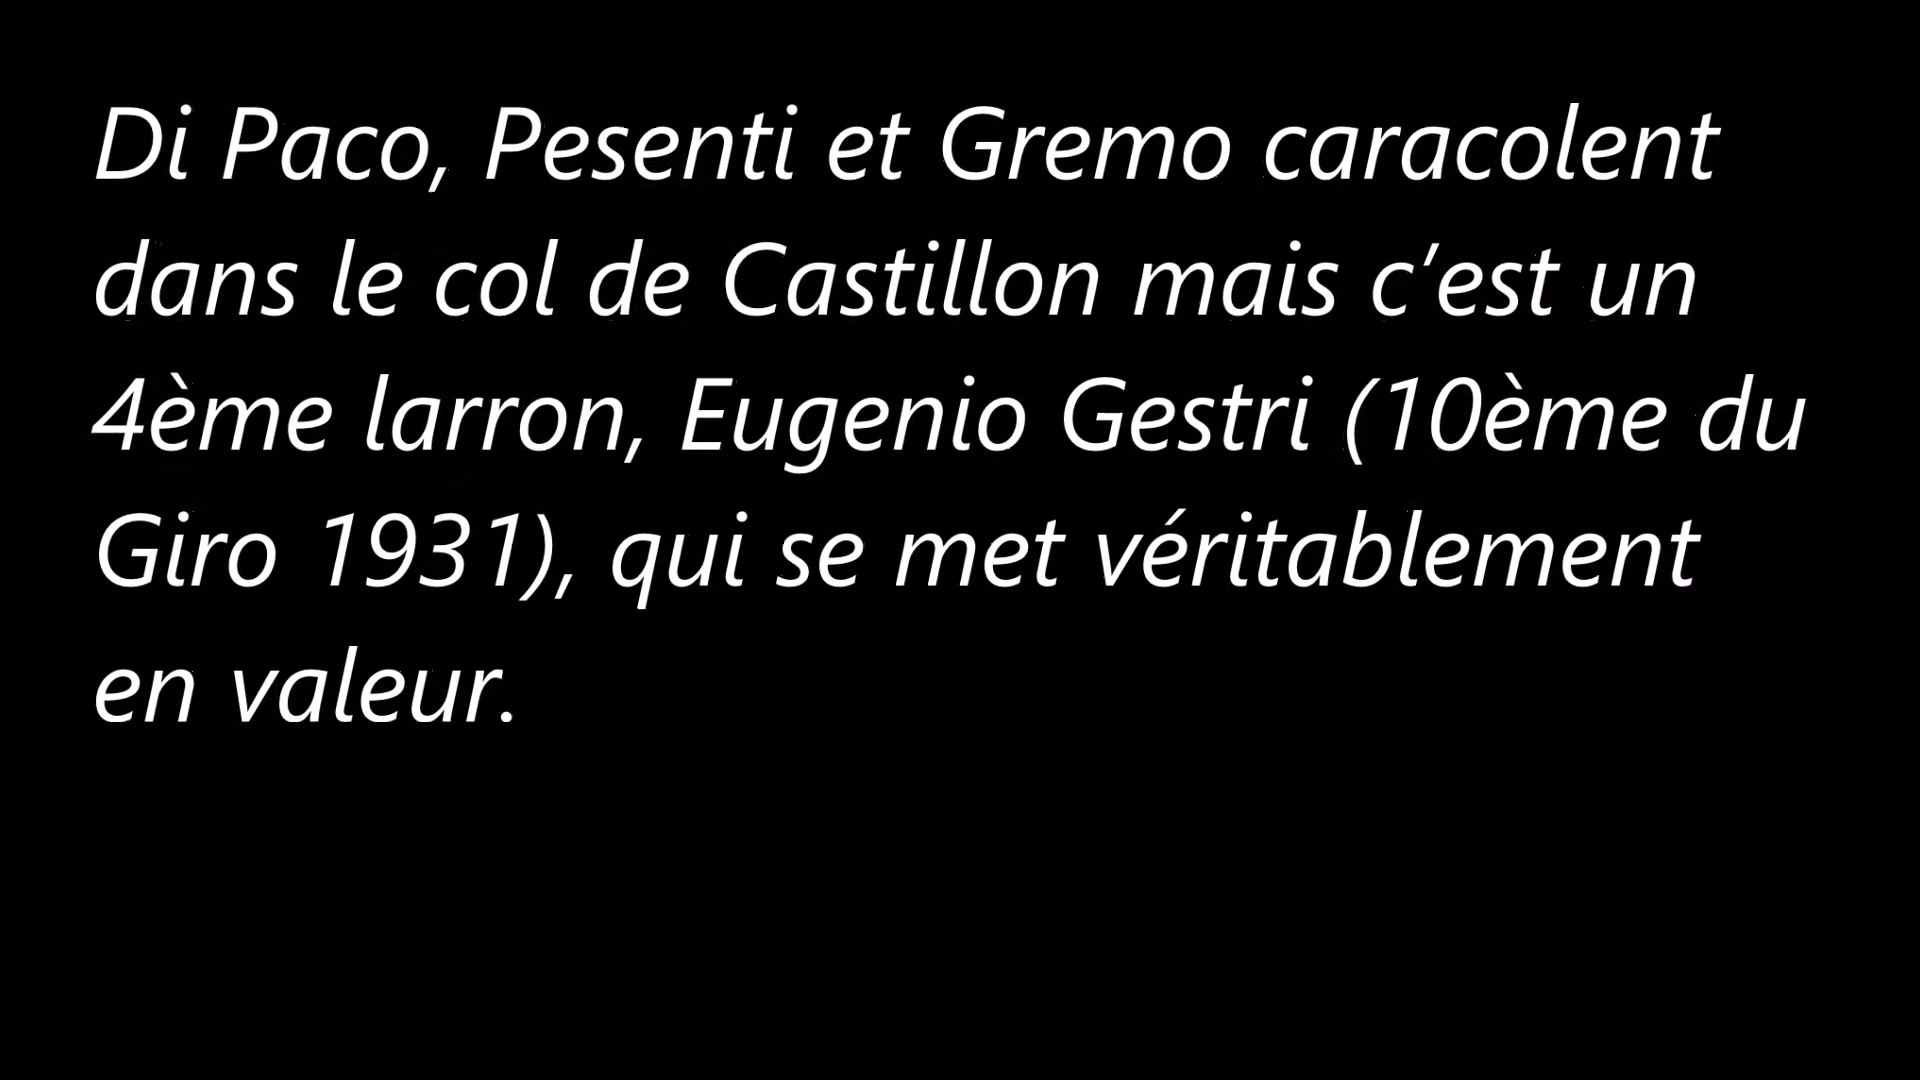 Di Paco, Pesenti et Gremo caracolent
dans le col de Castillon mais c’est un
4ème larron, Eugenio Gestri (10ème du
Giro 1931), qui se met véritablement
en valeur.